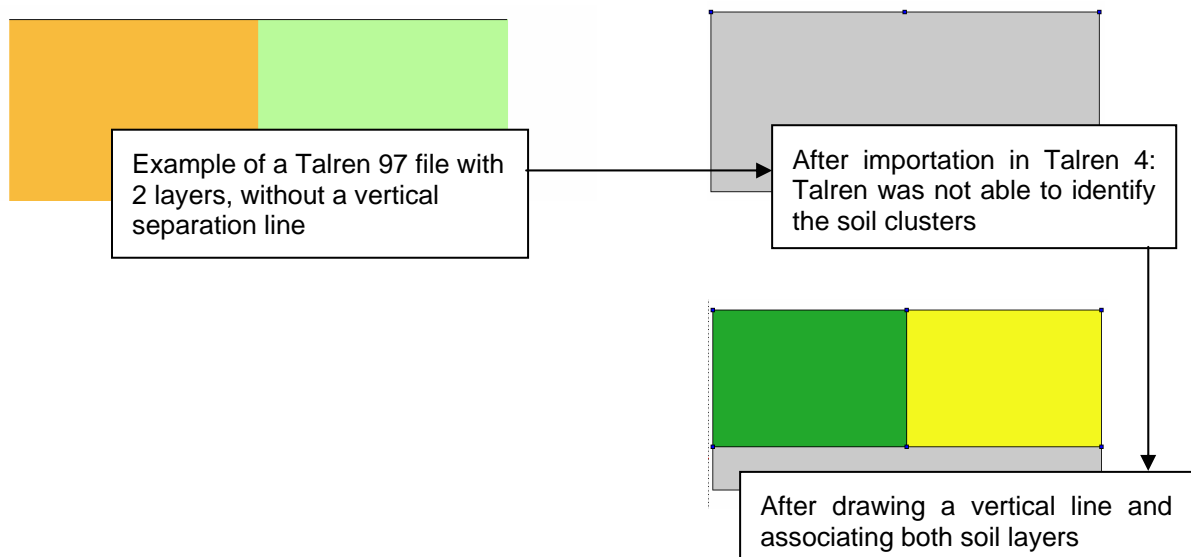 Example of a Talren 97 file with
2 layers, without a vertical
separation line
After importation in Talren 4:
Talren was not able to identify
the soil clusters
After drawing a vertical line and
associating both soil layers